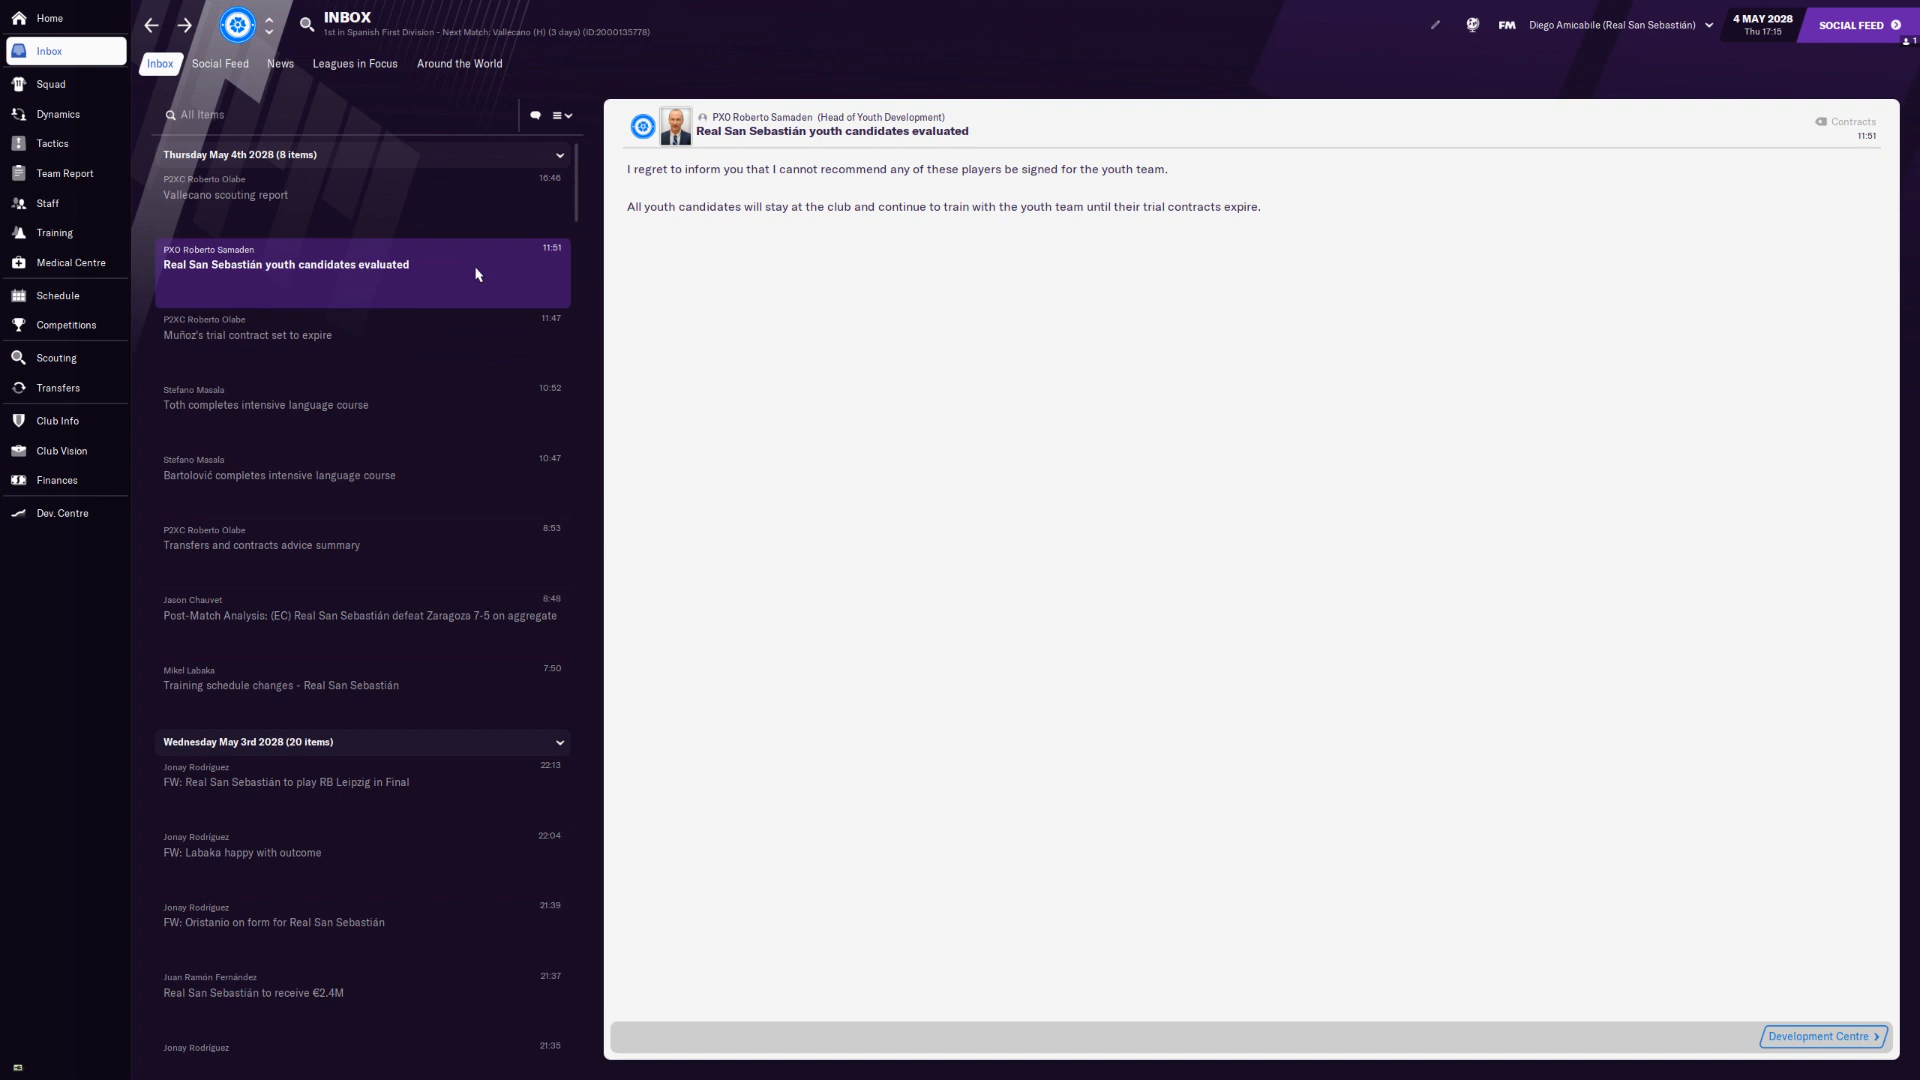 Home
Inbox
Squad
Dynamics
Tactics
Team Report
Staff
Training
Medical Centre
Schedule
Competitions
Scouting
Transfers
Club Info
Club Vision
Finances
Dev. Centre
INBOX
1st in Spanish First Division - Next Match: Vallecano (H) (3 days) (ID:2000135778)
FM
Diego Amicabile (Real San Sebastián)
4 MAY 2028
Thu 17:15
SOCIAL FEED
1
Inbox
Social Feed
News
Leagues in Focus
Around the World
All Items
Thursday May 4th 2028 (8 items)
P2XC Roberto Olabe
16:46
Vallecano scouting report
PXO Roberto Samaden
11:51
Real San Sebastián youth candidates evaluated
P2XC Roberto Olabe
11:47
Muñoz's trial contract set to expire
Stefano Masala
10:52
Toth completes intensive language course
Stefano Masala
10:47
Bartolović completes intensive language course
P2XC Roberto Olabe
8:53
Transfers and contracts advice summary
Jason Chauvet
8:48
Post-Match Analysis: (EC) Real San Sebastián defeat Zaragoza 7-5 on aggregate
Mikel Labaka
7:50
Training schedule changes - Real San Sebastián
Wednesday May 3rd 2028 (20 items)
Jonay Rodríguez
22:13
FW: Real San Sebastián to play RB Leipzig in Final
Jonay Rodríguez
22:04
FW: Labaka happy with outcome
Jonay Rodríguez
21:39
FW: Oristanio on form for Real San Sebastián
Juan Ramón Fernández
21:37
Real San Sebastián to receive €2.4M
Jonay Rodríguez
21:35
PXO Roberto Samaden (Head of Youth Development)
Real San Sebastián youth candidates evaluated
Contracts
11:51
I regret to inform you that I cannot recommend any of these players be signed for the youth team.
All youth candidates will stay at the club and continue to train with the youth team until their trial contracts expire.
Development Centre